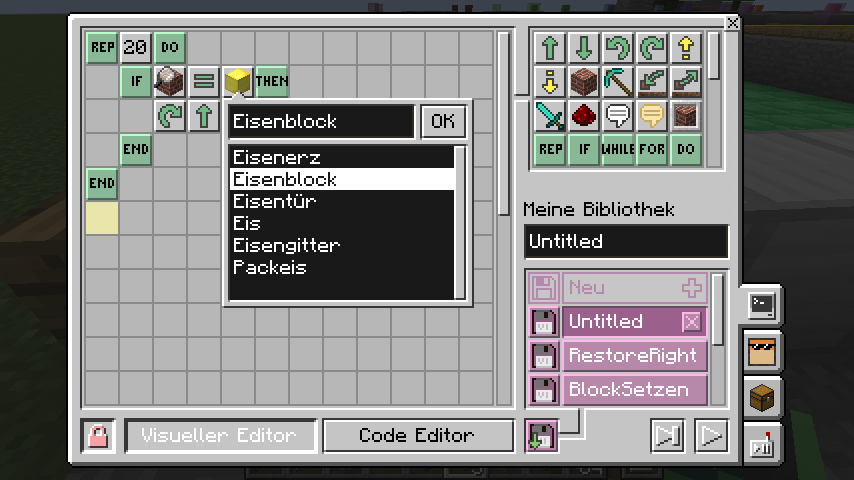 REP 20 DO
IF = THEN
Eisenblock OK
END
END
Eisenerz
Eisenblock
Eisentür
Eis
Eisengitter
Packeis
REP IF WHILE FOR DO
Meine Bibliothek
Untitled
Neu
Untitled
RestoreRight
BlockSetzen
Visueller Editor
Code Editor